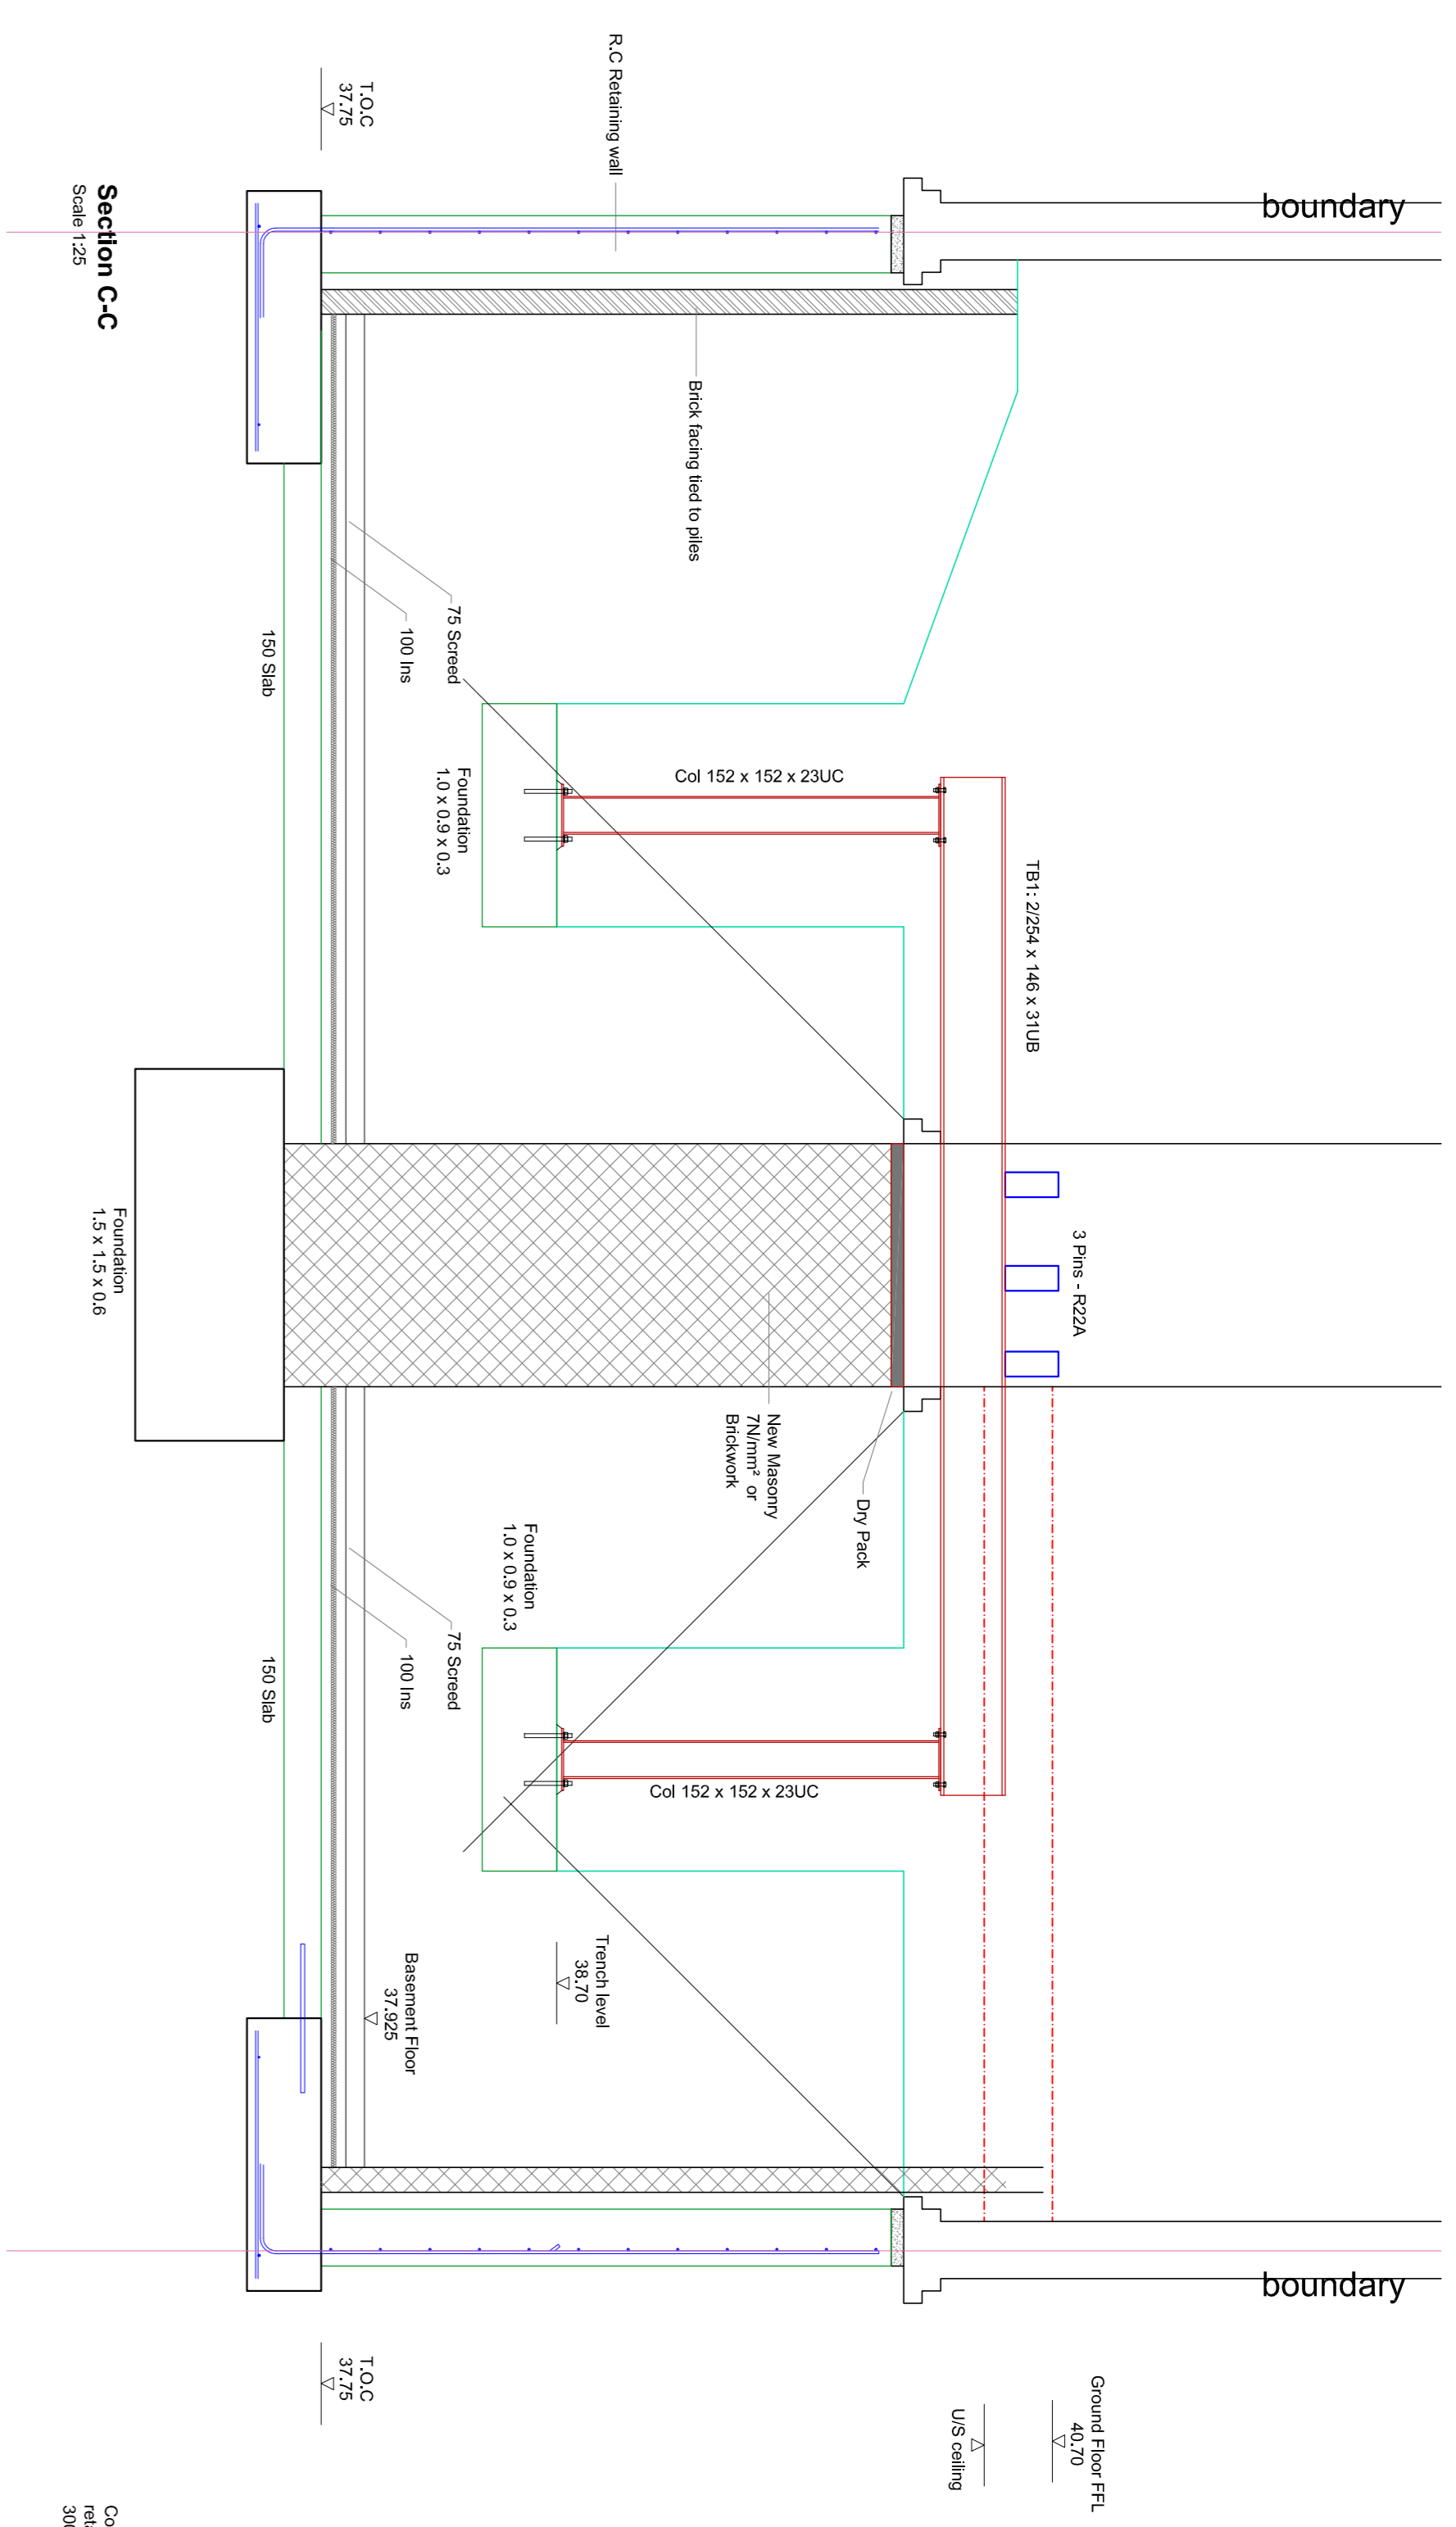 boundary
R.C Retaining wall
T.O.C
37.75
Section C-C
Scale 1:25
Brick facing tied to piles
75 Screed
100 Ins
150 Slab
Col 152 x 152 x 23UC
Foundation
1.0 x 0.9 x 0.3
TB1: 2/254 x 146 x 31UB
3 Pins - R22A
Foundation
1.5 x 1.5 x 0.6
New Masonry
7N/mm² or
Brickwork
Dry Pack
Foundation
1.0 x 0.9 x 0.3
75 Screed
100 Ins
150 Slab
Col 152 x 152 x 23UC
Trench level
38.70
Basement Floor
37.925
boundary
T.O.C
37.75
Ground Floor FFL
40.70
U/S ceiling